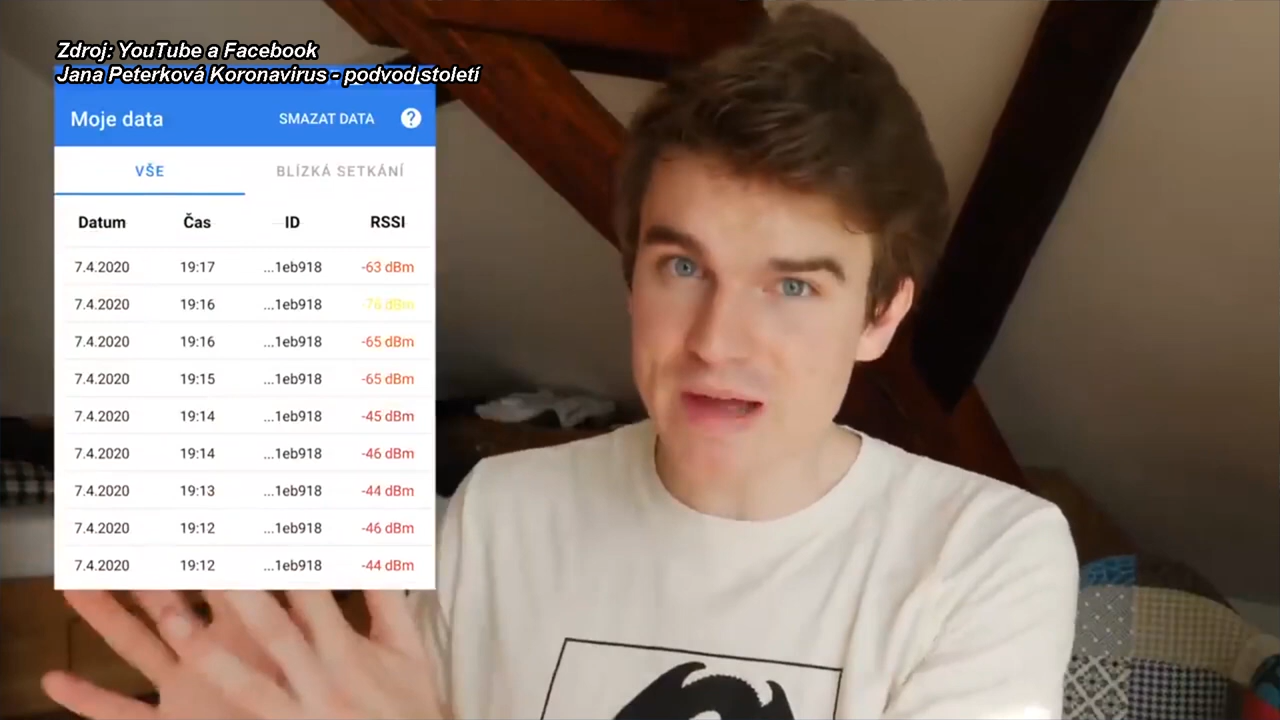 Zdroj: YouTube a Facebook
Jana Peterková Koronavirus - podvod století
Moje data SMAZAT DATA ?
VŠE BLÍZKÁ SETKÁNÍ
Datum Čas ID RSSI
7.4.2020 19:17 ...1eb918 -63 dBm
7.4.2020 19:16 ...1eb918 -76 dBm
7.4.2020 19:16 ...1eb918 -65 dBm
7.4.2020 19:15 ...1eb918 -65 dBm
7.4.2020 19:14 ...1eb918 -45 dBm
7.4.2020 19:14 ...1eb918 -46 dBm
7.4.2020 19:13 ...1eb918 -44 dBm
7.4.2020 19:12 ...1eb918 -46 dBm
7.4.2020 19:12 ...1eb918 -44 dBm